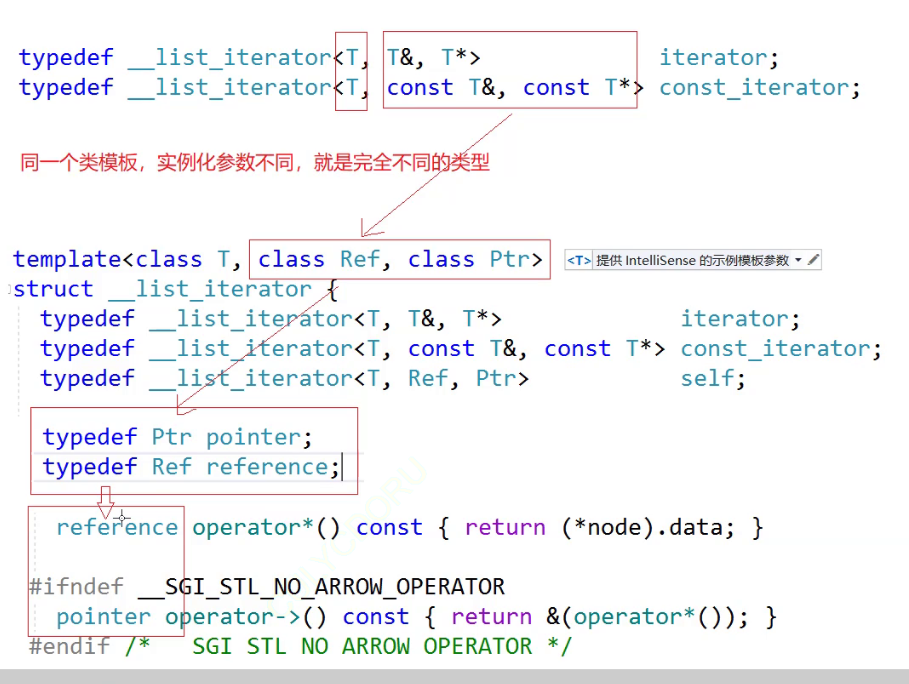 typedef __list_iterator<T, T&, T*> iterator;
typedef __list_iterator<T, const T&, const T*> const_iterator;
同一个类模板，实例化参数不同，就是完全不同的类型
template<class T, class Ref, class Ptr> <T> 提供 IntelliSense 的示例模板参数
struct __list_iterator {
typedef __list_iterator<T, T&, T*> iterator;
typedef __list_iterator<T, const T&, const T*> const_iterator;
typedef __list_iterator<T, Ref, Ptr> self;
typedef Ptr pointer;
typedef Ref reference;
reference operator*() const { return (*node).data; }
#ifndef __SGI_STL_NO_ARROW_OPERATOR
pointer operator->() const { return &(operator*()); }
#endif /* SGI STL NO ARROW OPERATOR */